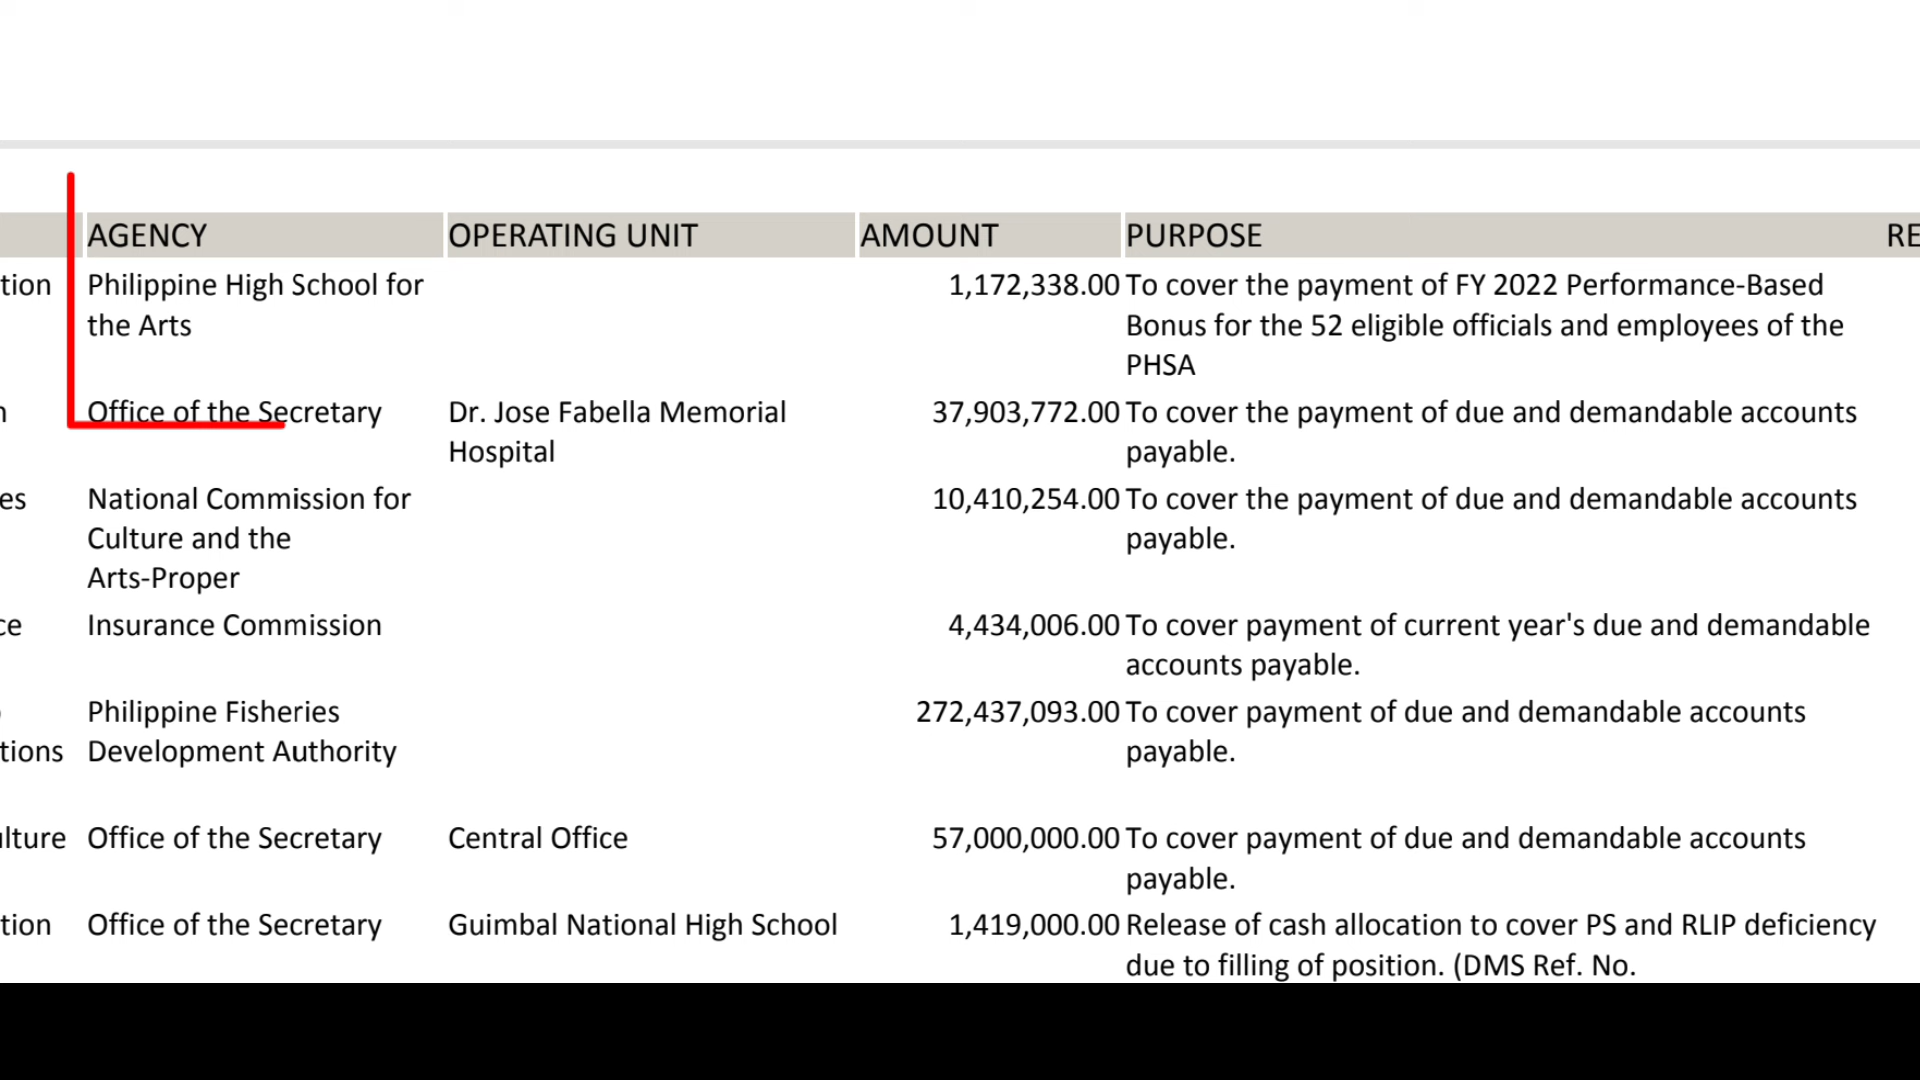 AGENCY OPERATING UNIT AMOUNT PURPOSE RE
tion Philippine High School for 1,172,338.00 To cover the payment of FY 2022 Performance-Based
the Arts Bonus for the 52 eligible officials and employees of the
PHSA
n Office of the Secretary Dr. Jose Fabella Memorial 37,903,772.00 To cover the payment of due and demandable accounts
Hospital payable.
es National Commission for 10,410,254.00 To cover the payment of due and demandable accounts
Culture and the payable.
Arts-Proper
ce Insurance Commission 4,434,006.00 To cover payment of current year's due and demandable
accounts payable.
Philippine Fisheries 272,437,093.00 To cover payment of due and demandable accounts
tions Development Authority payable.
ulture Office of the Secretary Central Office 57,000,000.00 To cover payment of due and demandable accounts
payable.
tion Office of the Secretary Guimbal National High School 1,419,000.00 Release of cash allocation to cover PS and RLIP deficiency
due to filling of position. (DMS Ref. No.